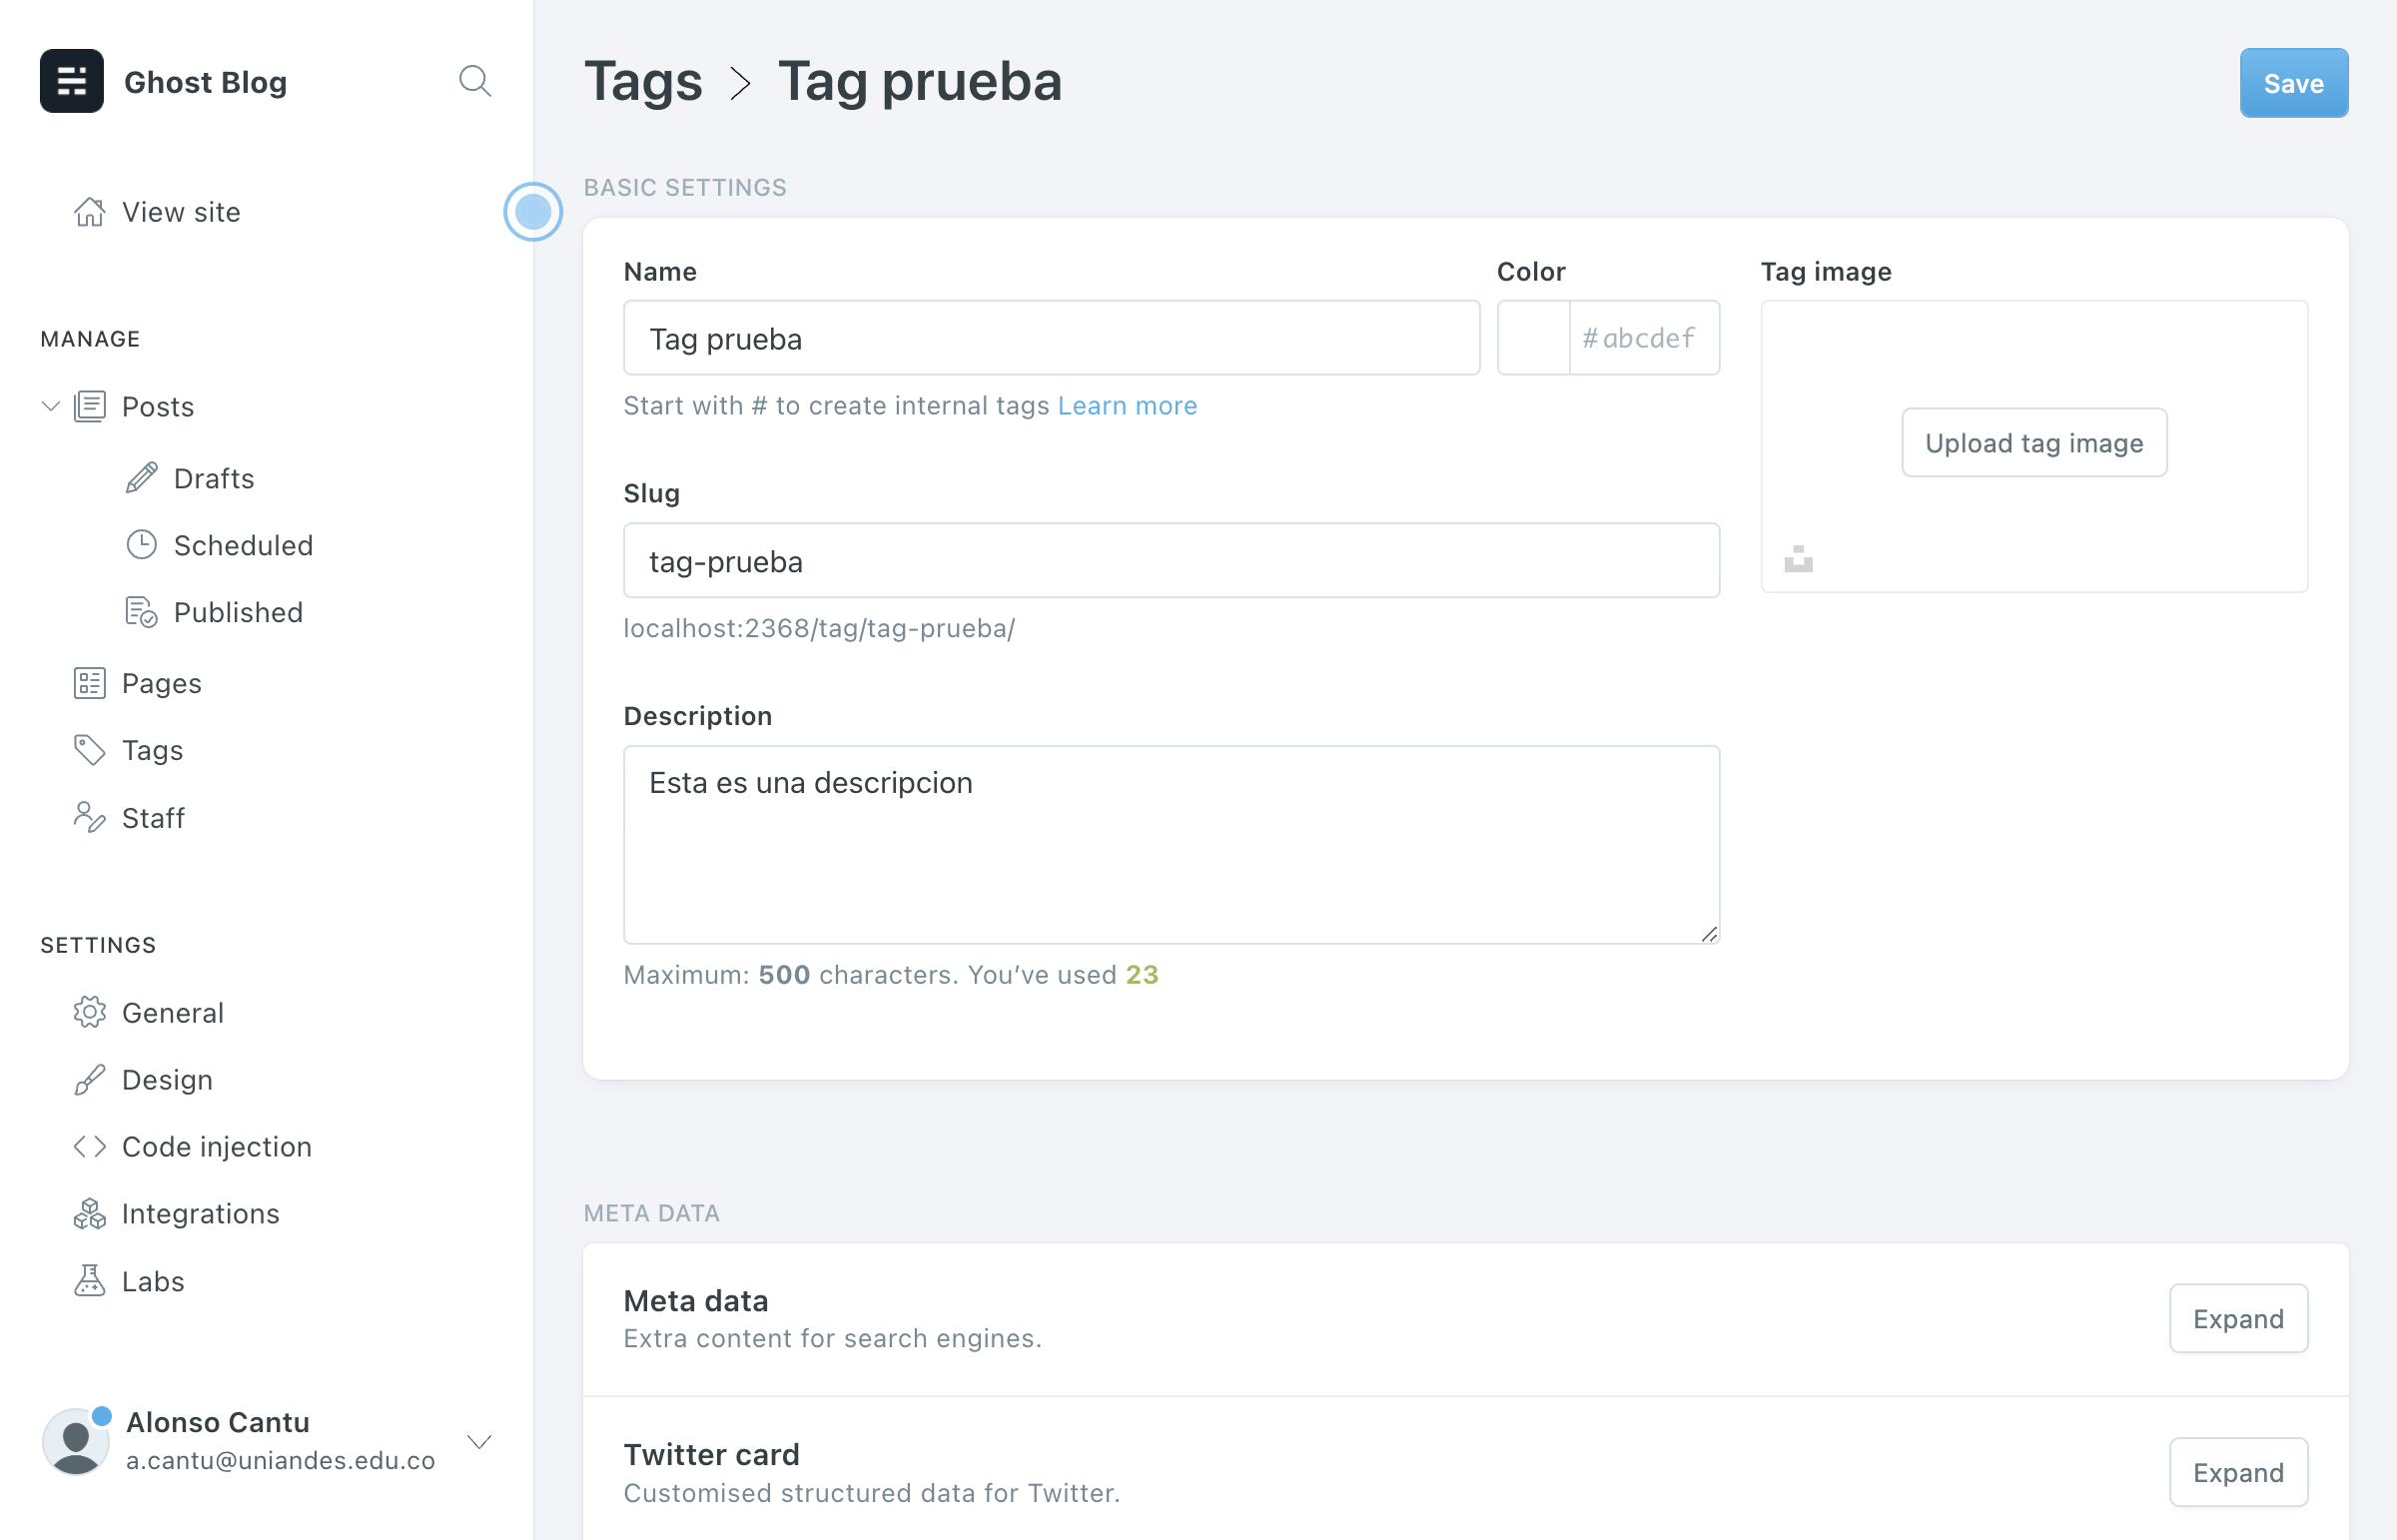 Ghost Blog
View site
MANAGE
Posts
Drafts
Scheduled
Published
Pages
Tags
Staff
SETTINGS
General
Design
Code injection
Integrations
Labs
Alonso Cantu
a.cantu@uniandes.edu.co
Tags > Tag prueba
Save
BASIC SETTINGS
Name
Tag prueba
Start with # to create internal tags Learn more
Color
#abcdef
Tag image
Upload tag image
Slug
tag-prueba
localhost:2368/tag/tag-prueba/
Description
Esta es una descripcion
Maximum: 500 characters. You’ve used 23
META DATA
Meta data
Extra content for search engines.
Expand
Twitter card
Customised structured data for Twitter.
Expand